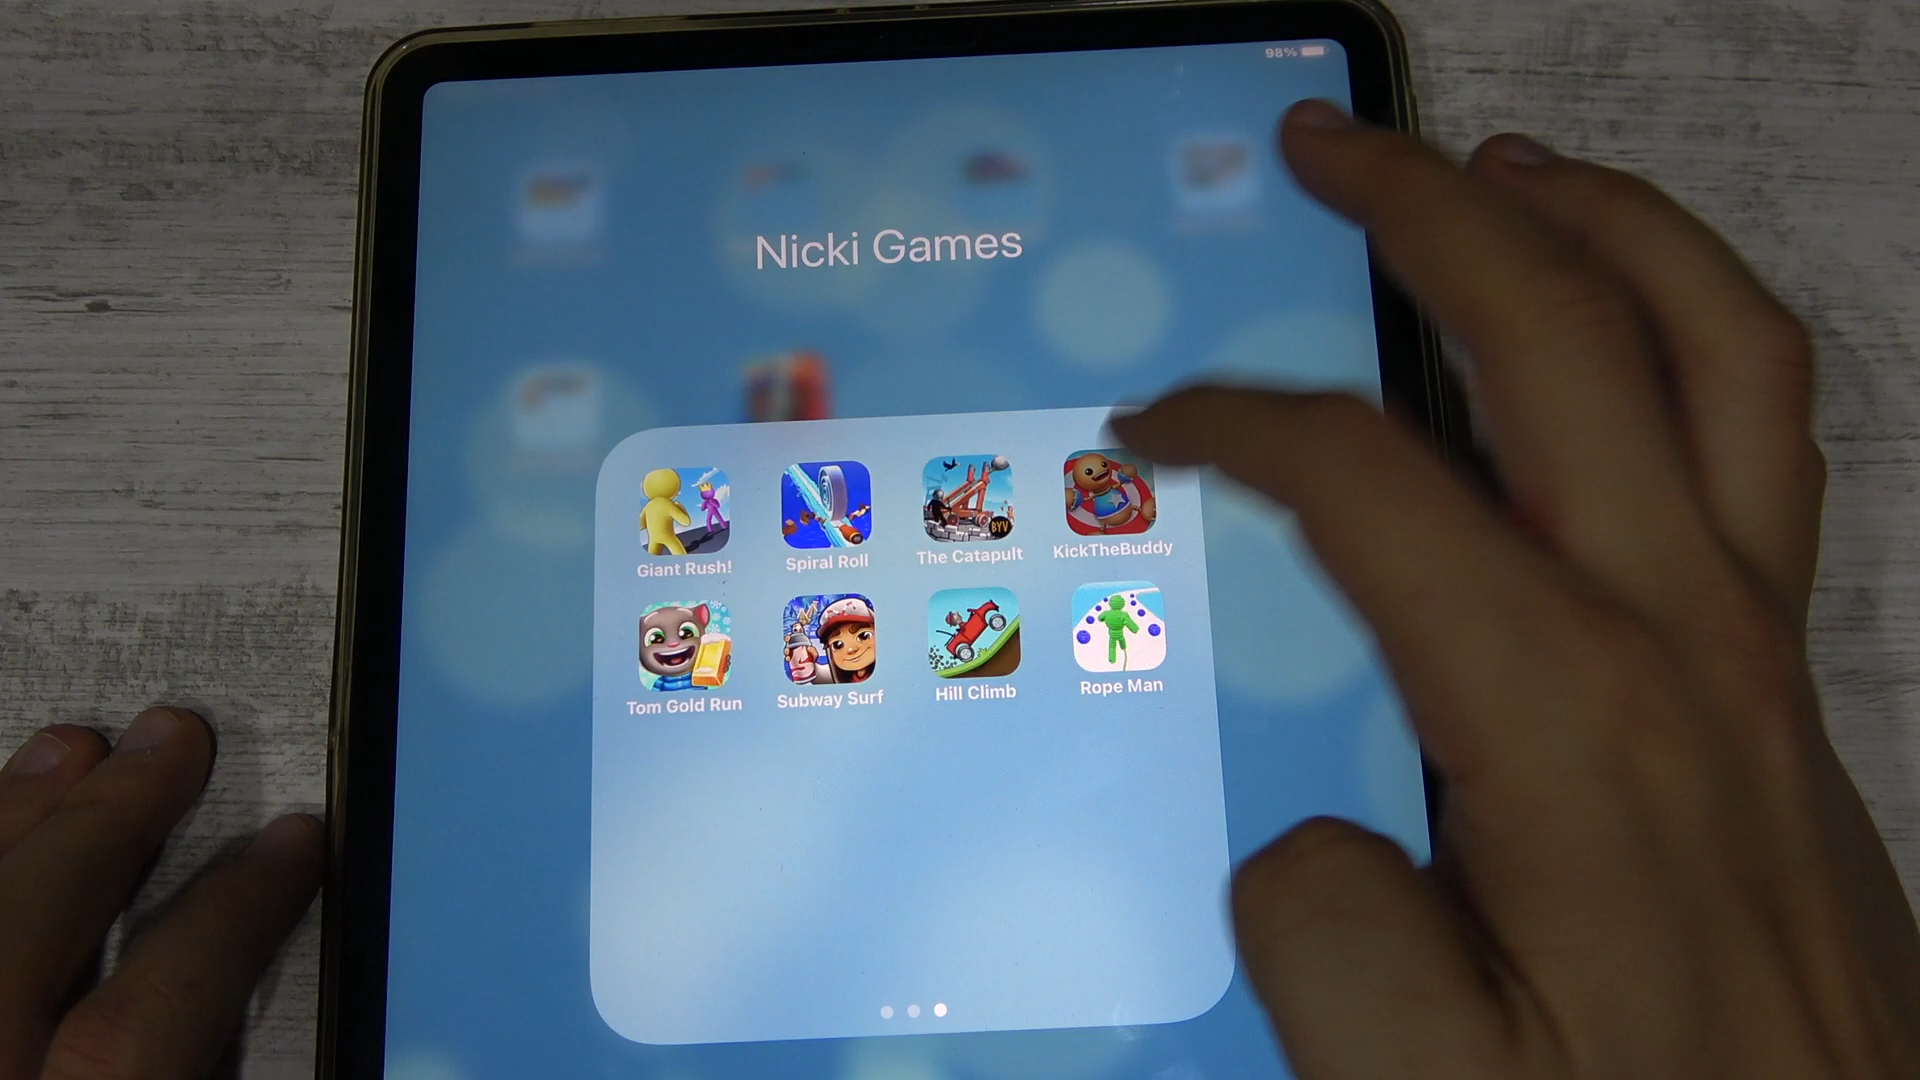 98%
Nicki Games
Giant Rush!
Spiral Roll
The Catapult
KickTheBuddy
BYV
Tom Gold Run
Subway Surf
Hill Climb
Rope Man